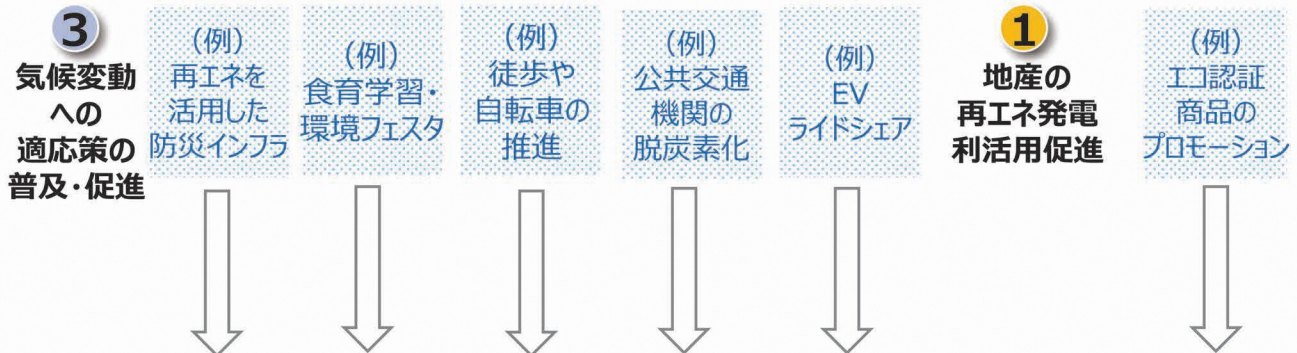 3
気候変動
への
適応策の
普及・促進
（例）
再エネを
活用した
防災インフラ
（例）
食育学習・
環境フェスタ
（例）
徒歩や
自転車の
推進
（例）
公共交通
機関の
脱炭素化
（例）
EV
ライドシェア
1
地産の
再エネ発電
利活用促進
（例）
エコ認証
商品の
プロモーション